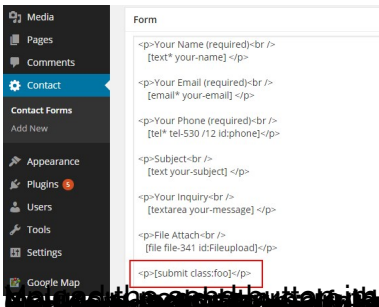 Media
Pages
Comments
Contact
Contact Forms
Add New
Appearance
Plugins 5
Users
Tools
Settings
Google Map
Form
<p>Your Name (required)<br />
[text* your-name] </p>
<p>Your Email (required)<br />
[email* your-email] </p>
<p>Your Phone (required)<br />
[tel* tel-530 /12 id:phone]</p>
<p>Subject<br />
[text your-subject] </p>
<p>Your Inquiry<br />
[textarea your-message] </p>
<p>File Attach<br />
[file file-341 id:Fileupload]</p>
<p>[submit class:foo]</p>